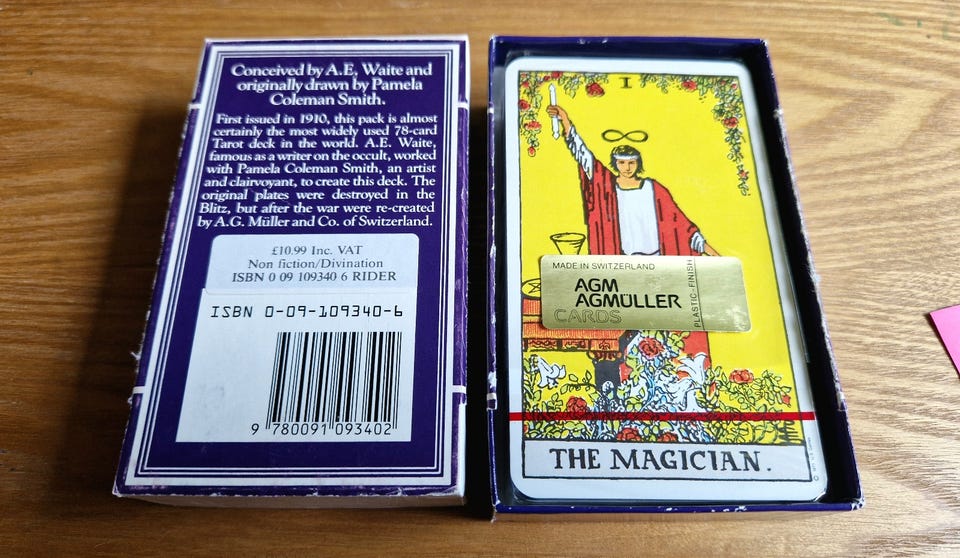 Conceived by A.E. Waite and
originally drawn by Pamela
Coleman Smith.
First issued in 1910, this pack is almost
certainly the most widely used 78-card
Tarot deck in the world. A.E. Waite,
famous as a writer on the occult, worked
with Pamela Coleman Smith, an artist
and clairvoyant, to create this deck. The
original plates were destroyed in the
Blitz, but after the war were re-created
by A.G. Müller and Co. of Switzerland.
£10.99 Inc. VAT
Non fiction/Divination
ISBN 0 09 109340 6 RIDER
ISBN 0-09-109340-6
9 780091 093402
I
MADE IN SWITZERLAND
AGM
AGMÜLLER
CARDS
PLASTIC-FINISH
THE MAGICIAN.